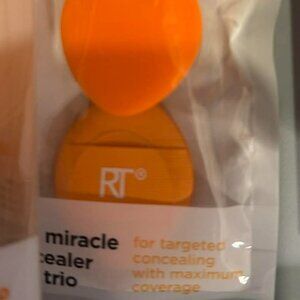 RT®
miracle
cealer
trio
for targeted
concealing
with maximum
coverage